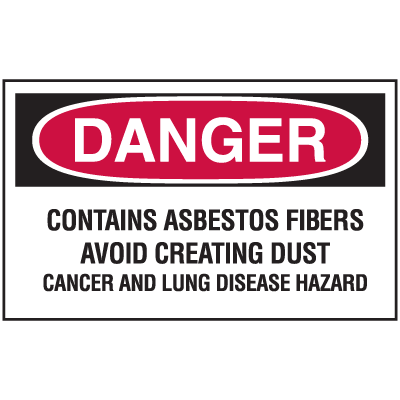 DANGER
CONTAINS ASBESTOS FIBERS
AVOID CREATING DUST
CANCER AND LUNG DISEASE HAZARD